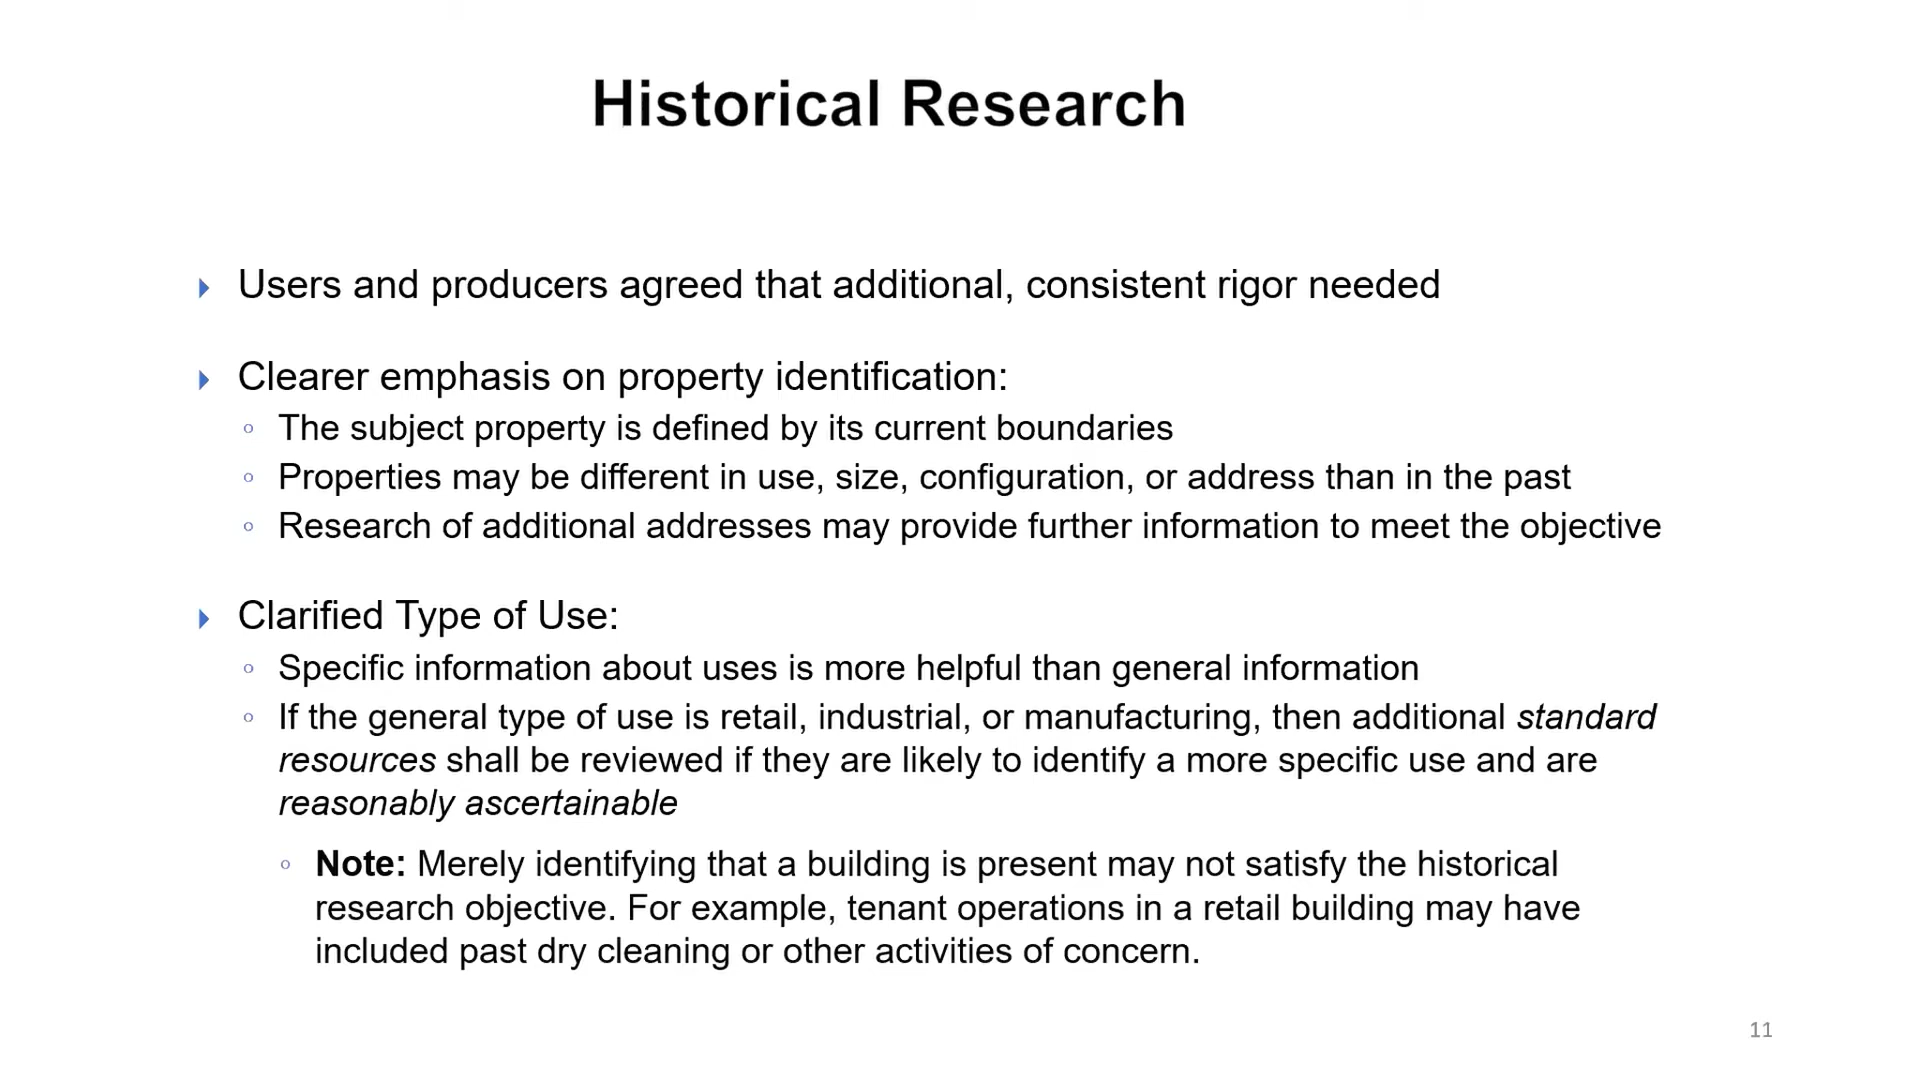 Historical Research
Users and producers agreed that additional, consistent rigor needed
Clearer emphasis on property identification:
The subject property is defined by its current boundaries
Properties may be different in use, size, configuration, or address than in the past
Research of additional addresses may provide further information to meet the objective
Clarified Type of Use:
Specific information about uses is more helpful than general information
If the general type of use is retail, industrial, or manufacturing, then additional standard
resources shall be reviewed if they are likely to identify a more specific use and are
reasonably ascertainable
Note: Merely identifying that a building is present may not satisfy the historical
research objective. For example, tenant operations in a retail building may have
included past dry cleaning or other activities of concern.
11